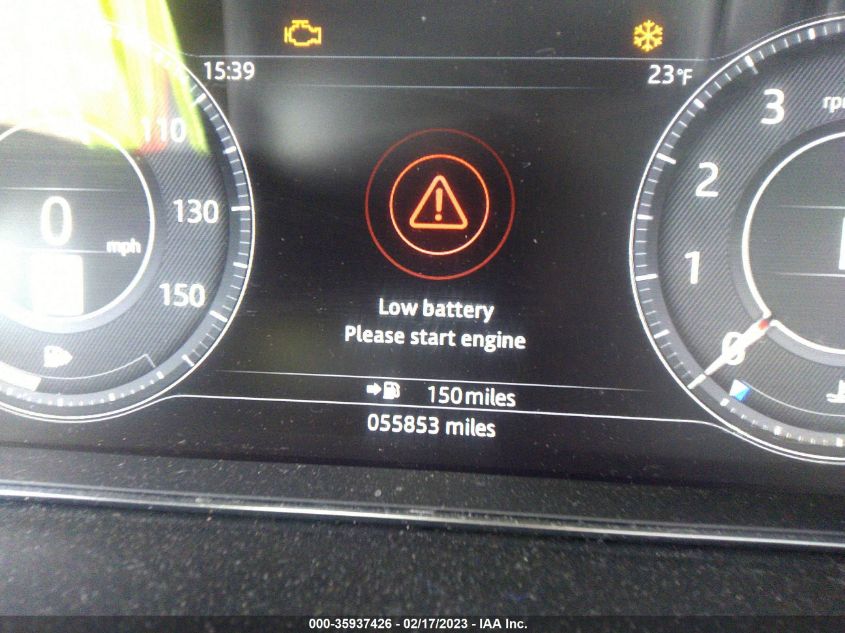 15:39
23°F
110
130
150
0
mph
3
2
1
0
Low battery
Please start engine
150 miles
055853 miles
000-35937426 - 02/17/2023 - IAA Inc.